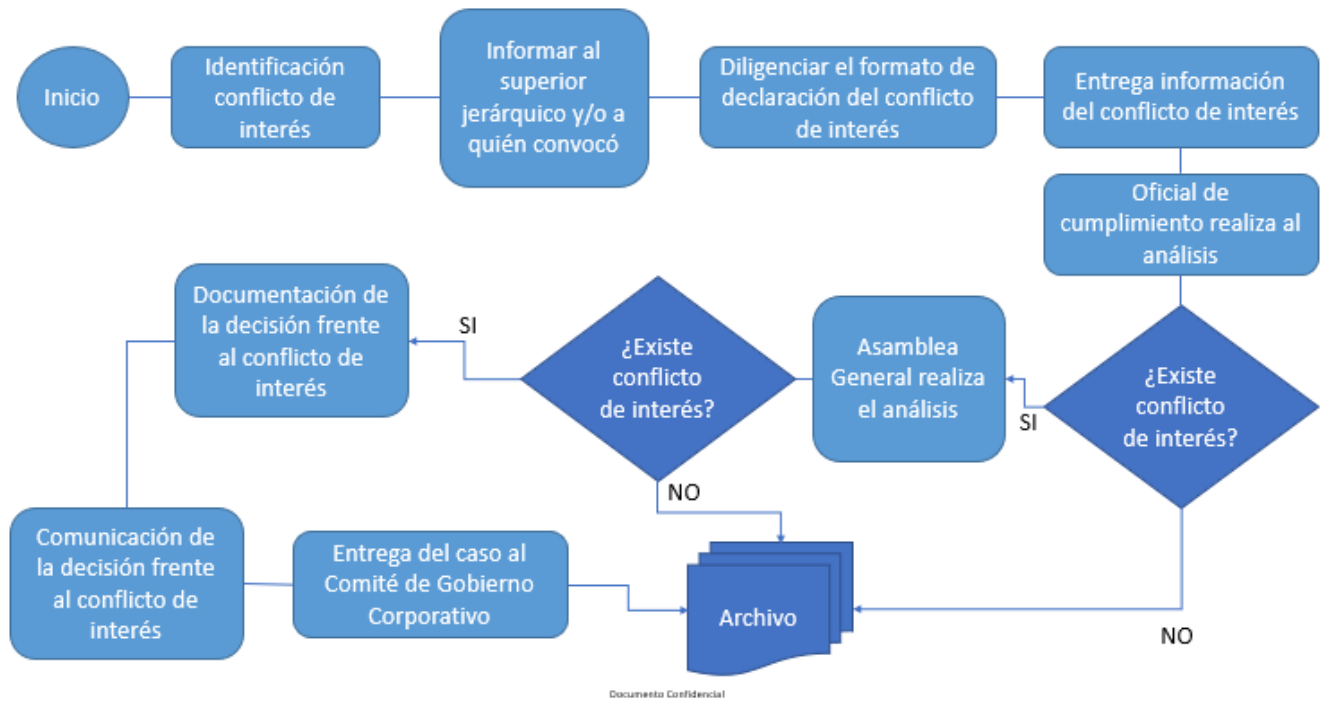 Inicio
Identificación
conflicto de
interés
Informar al
superior
jerárquico y/o a
quién convocó
Diligenciar el formato de
declaración del conflicto
de interés
Entrega información
del conflicto de interés
Oficial de
cumplimiento realiza al
análisis
¿Existe
conflicto
de interés?
SI
NO
Asamblea
General realiza
el análisis
¿Existe
conflicto
de interés?
SI
NO
Documentación de
la decisión frente
al conflicto de
interés
Comunicación de
la decisión frente
al conflicto de
interés
Entrega del caso al
Comité de Gobierno
Corporativo
Archivo
Documento Confidencial